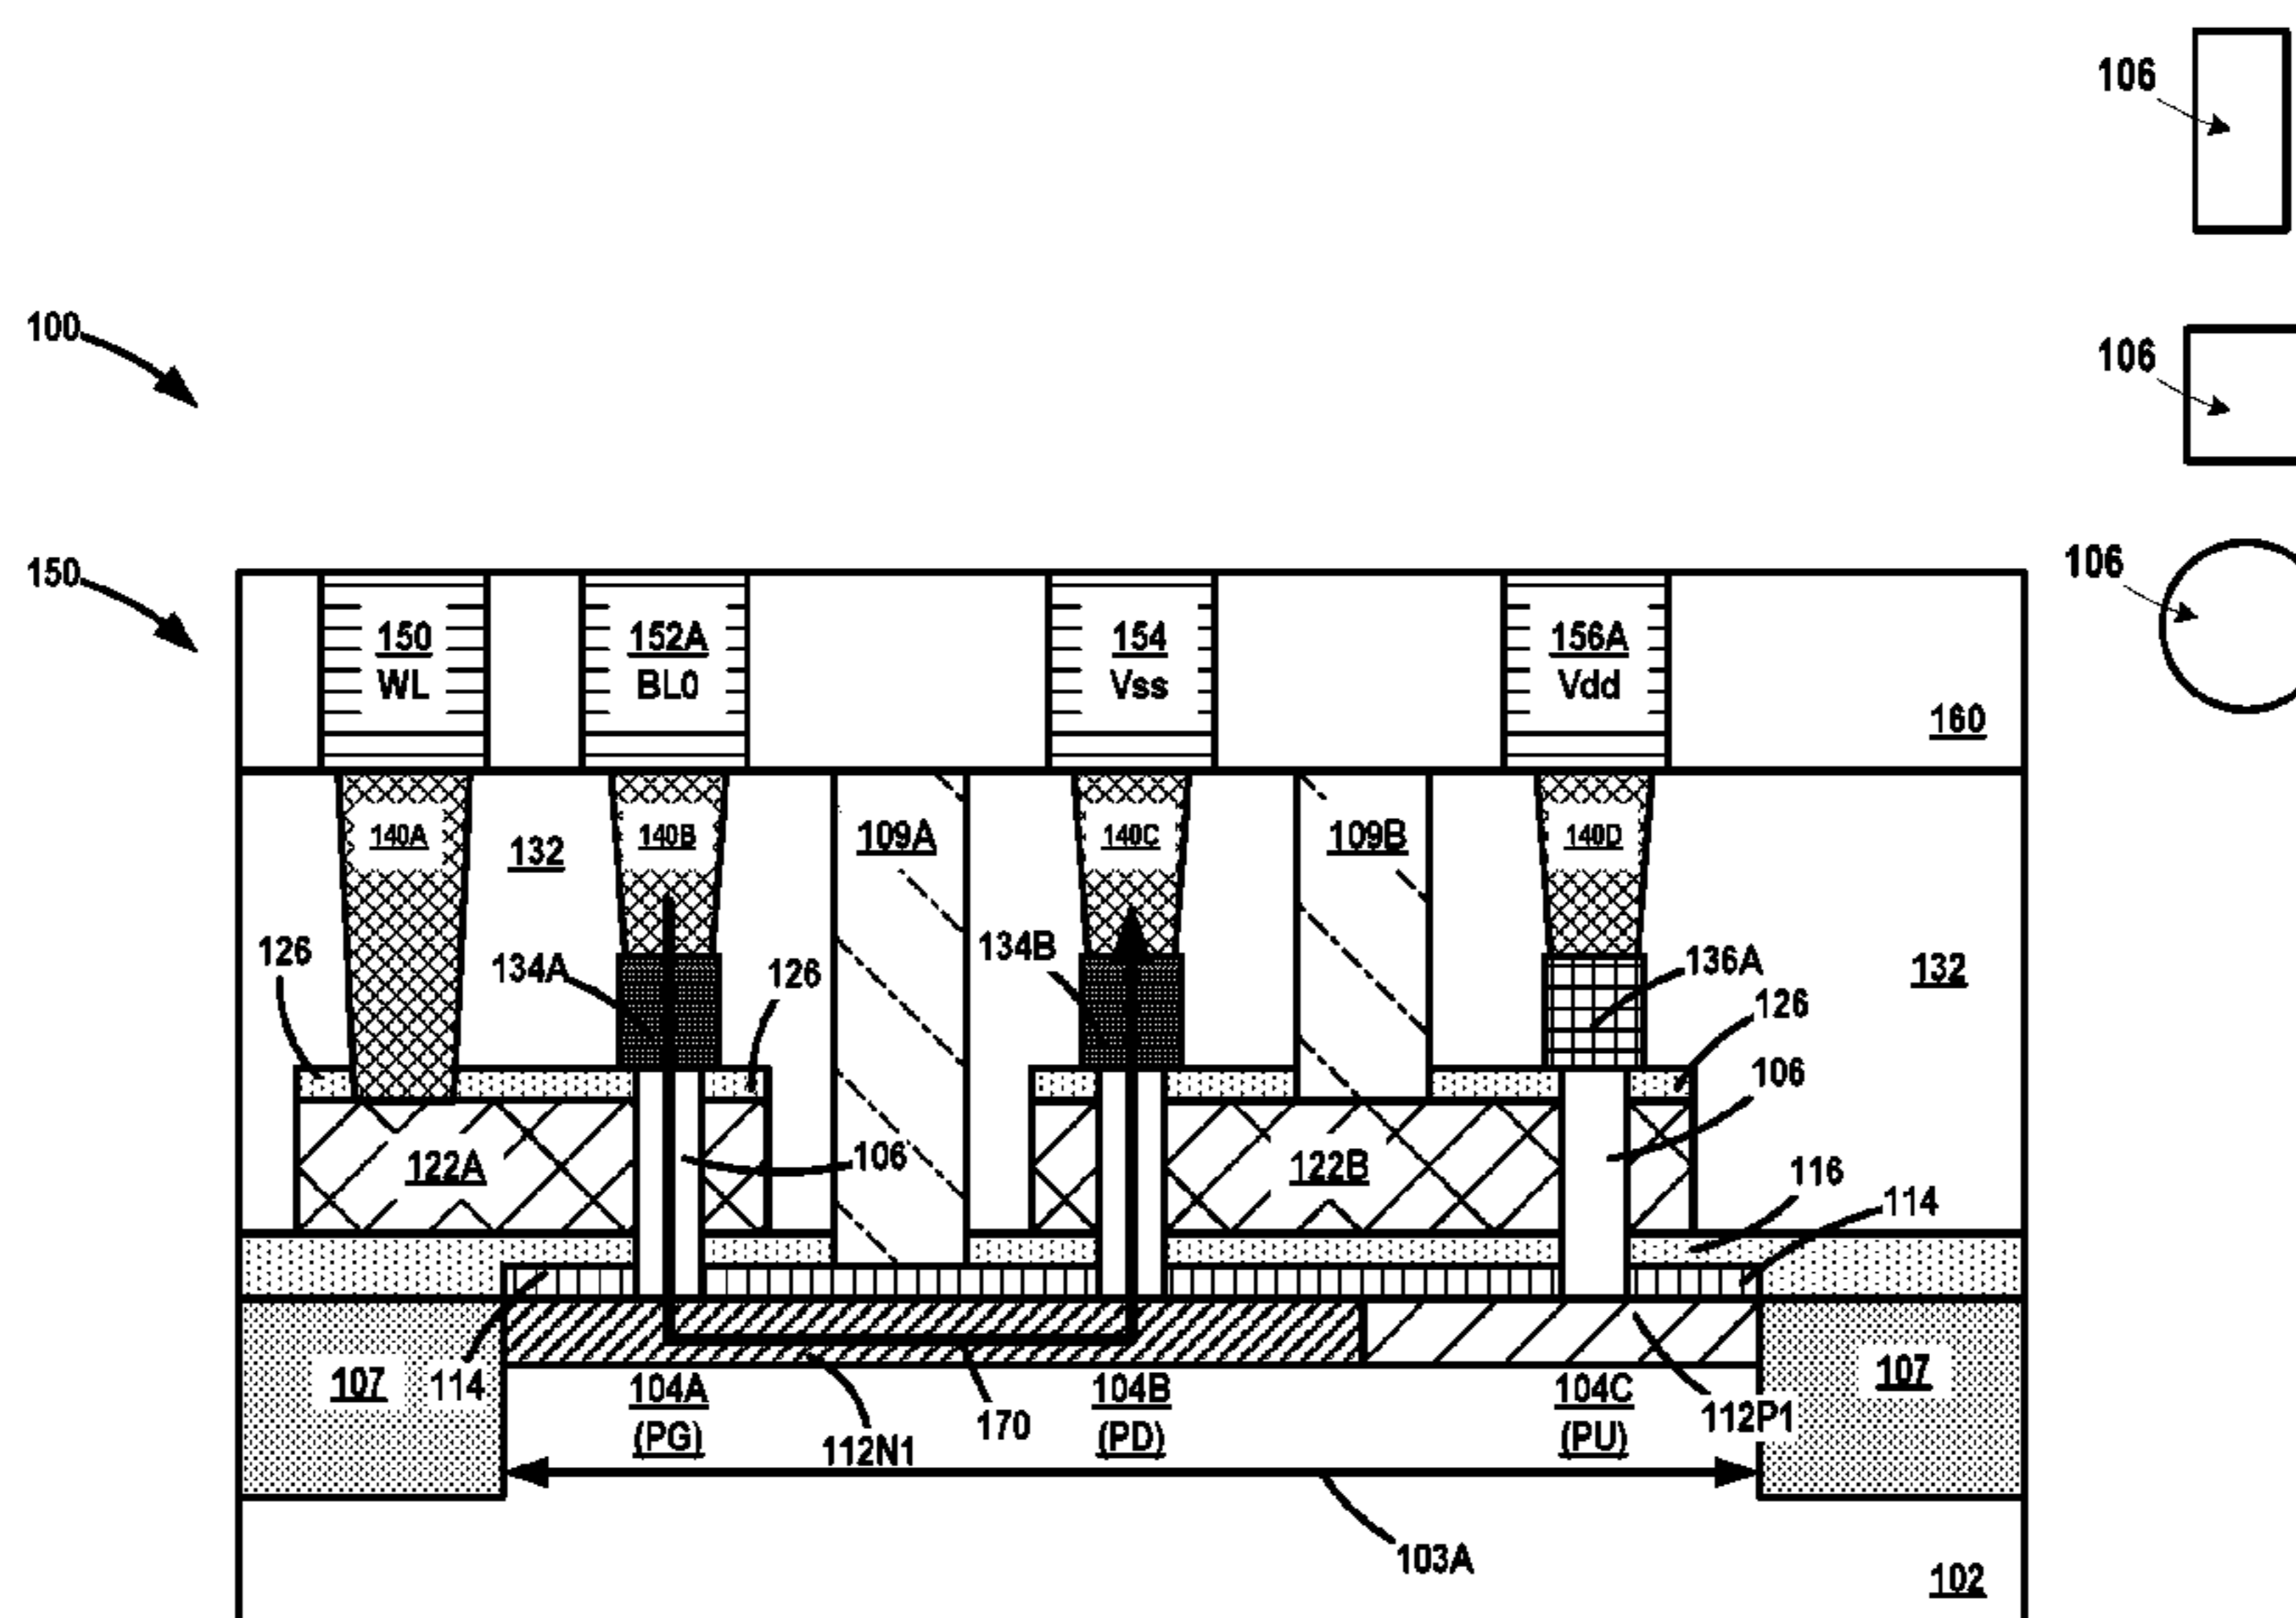 106
100
106
150
106
150
WL
152A
BL0
154
Vss
156A
Vdd
160
140A
132
140B
109A
140C
109B
140D
126
134A
126
134B
136A
126
132
106
122A
106
122B
116
114
107
114
104A
(PG)
112N1
170
104B
(PD)
104C
(PU)
112P1
107
103A
102